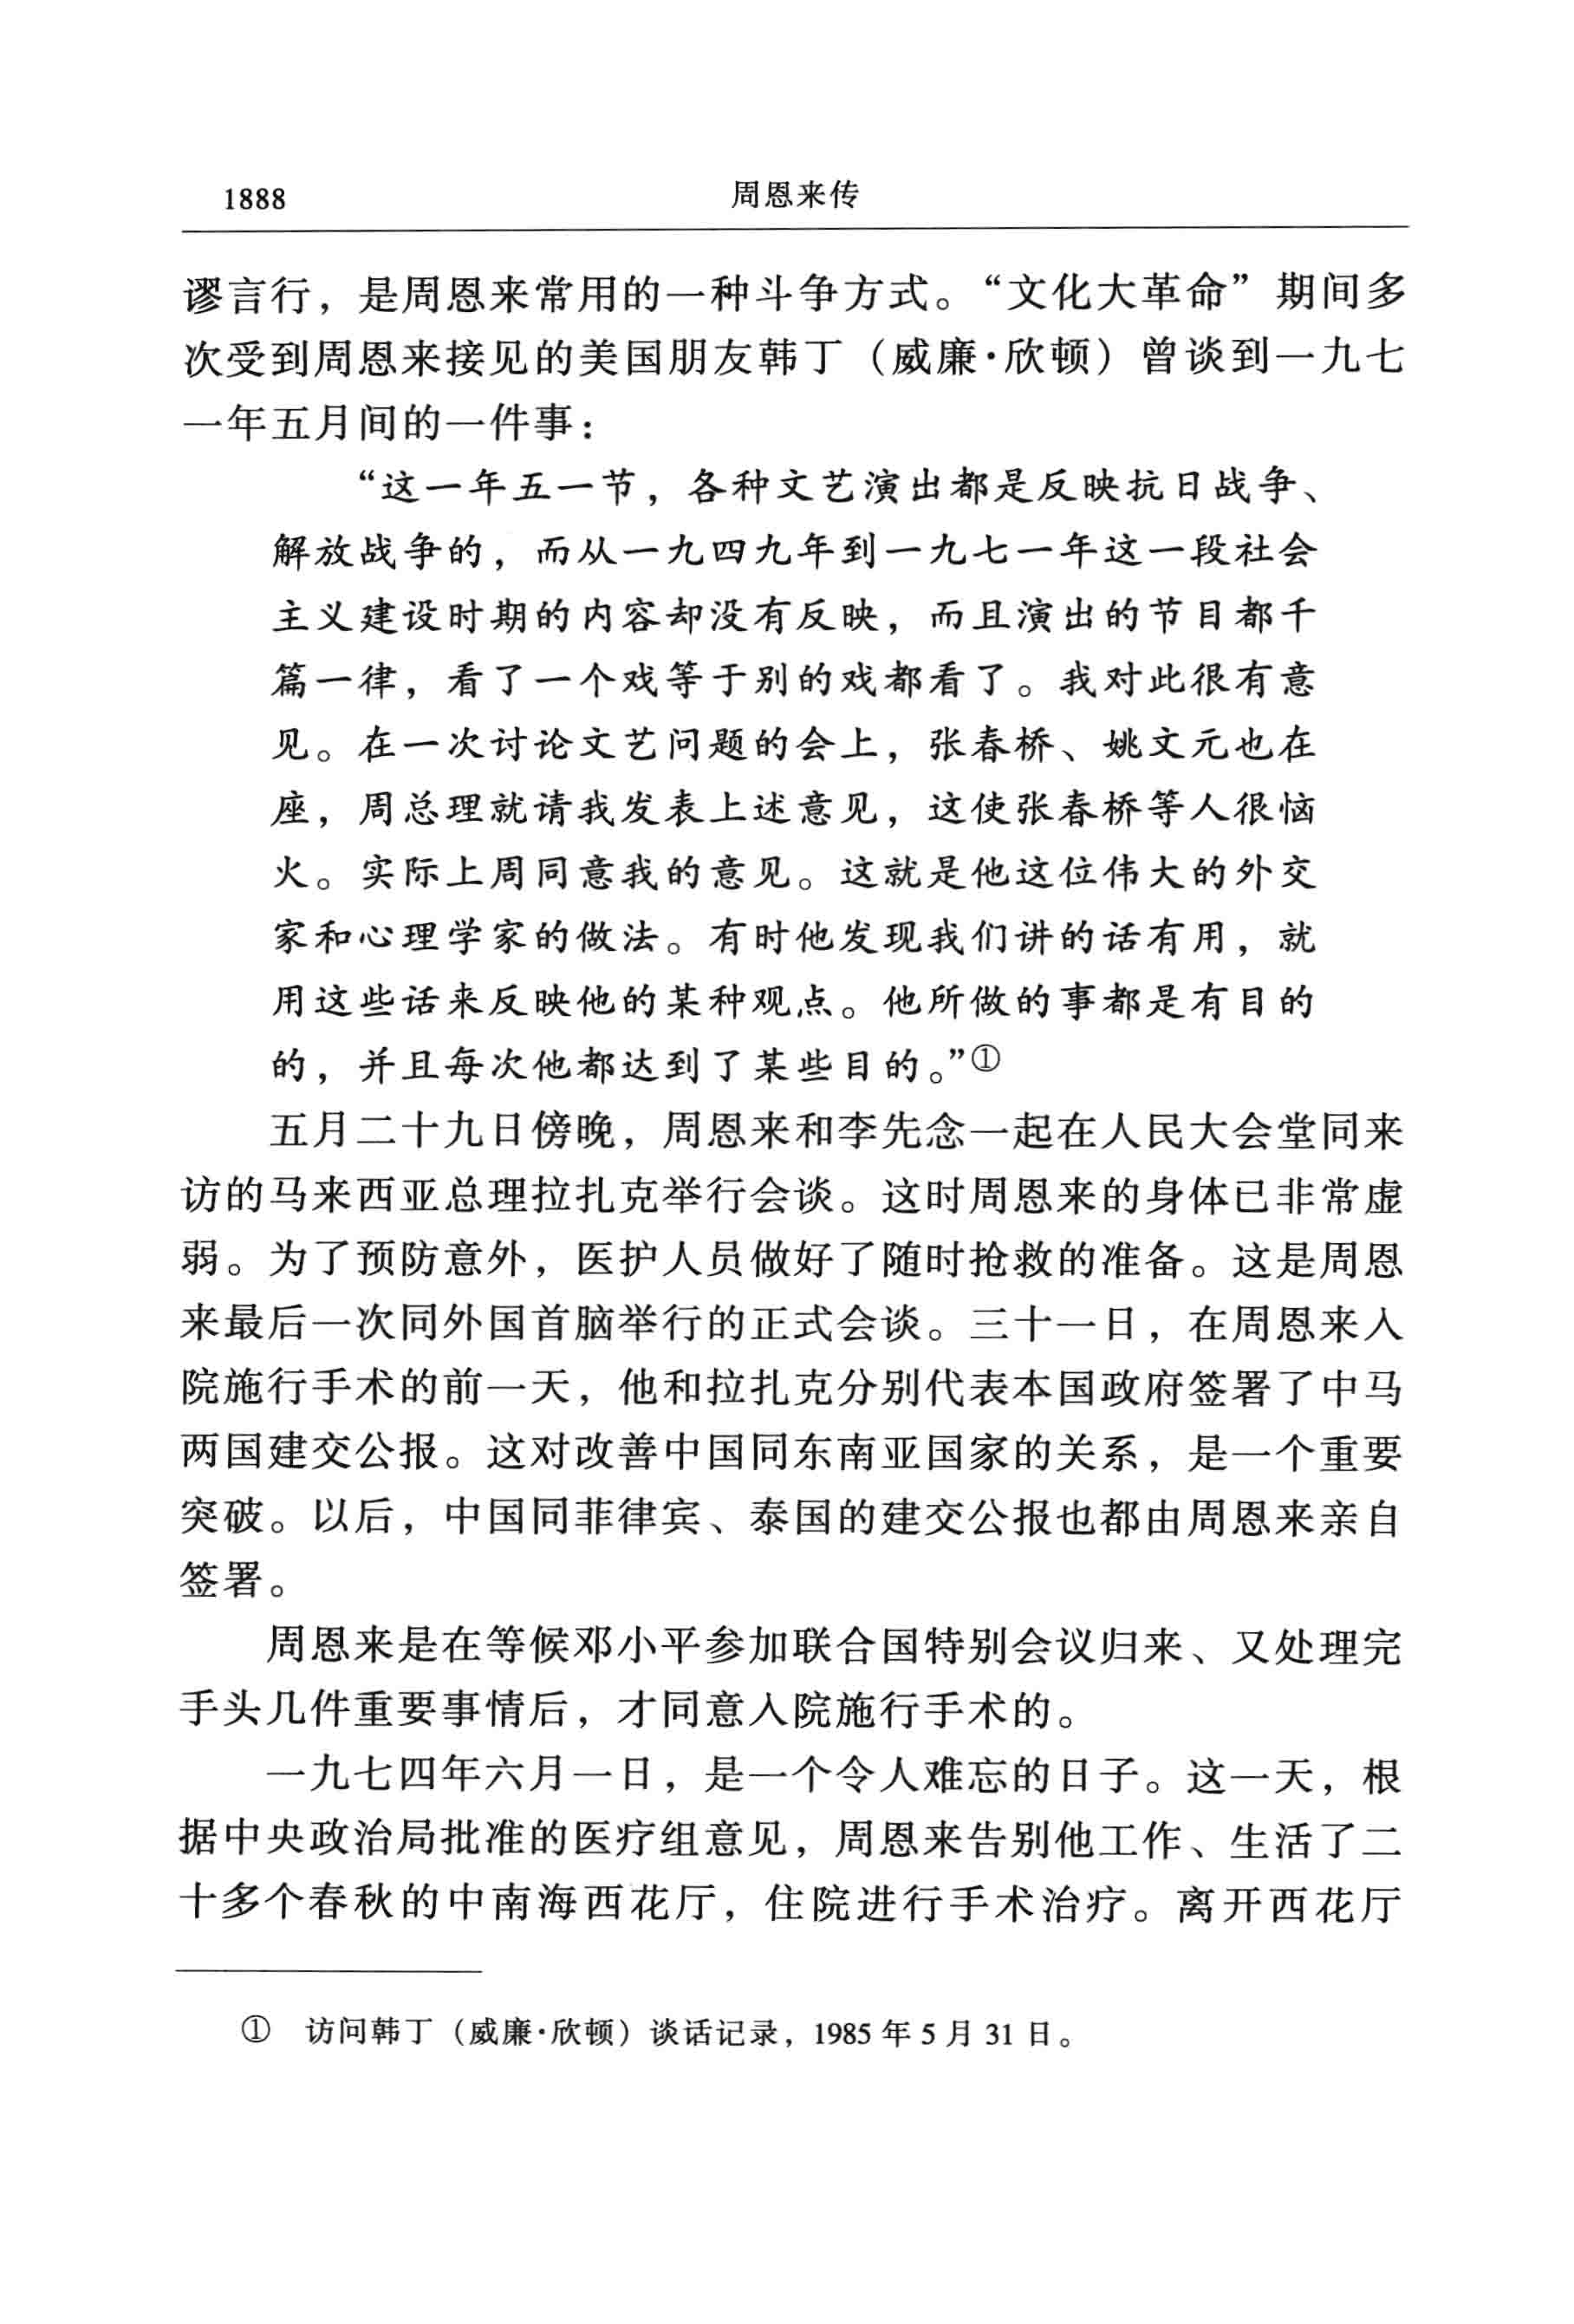 1888
周恩来传
谬言行，是周恩来常用的一种斗争方式。“文化大革命”期间多
次受到周恩来接见的美国朋友韩丁（威廉·欣顿）曾谈到一九七
一年五月间的一件事：
“这一年五一节，各种文艺演出都是反映抗日战争、
解放战争的，而从一九四九年到一九七一年这一段社会
主义建设时期的内容却没有反映，而且演出的节目都千
篇一律，看了一个戏等于别的戏都看了。我对此很有意
见。在一次讨论文艺问题的会上，张春桥、姚文元也在
座，周总理就请我发表上述意见，这使张春桥等人很恼
火。实际上周同意我的意见。这就是他这位伟大的外交
家和心理学家的做法。有时他发现我们讲的话有用，就
用这些话来反映他的某种观点。他所做的事都是有目的
的，并且每次他都达到了某些目的。”①
五月二十九日傍晚，周恩来和李先念一起在人民大会堂同来
访的马来西亚总理拉扎克举行会谈。这时周恩来的身体已非常虚
弱。为了预防意外，医护人员做好了随时抢救的准备。这是周恩
来最后一次同外国首脑举行的正式会谈。三十一日，在周恩来入
院施行手术的前一天，他和拉扎克分别代表本国政府签署了中马
两国建交公报。这对改善中国同东南亚国家的关系，是一个重要
突破。以后，中国同菲律宾、泰国的建交公报也都由周恩来亲自
签署。
周恩来是在等候邓小平参加联合国特别会议归来、又处理完
手头几件重要事情后，才同意入院施行手术的。
一九七四年六月一日，是一个令人难忘的日子。这一天，根
据中央政治局批准的医疗组意见，周恩来告别他工作、生活了二
十多个春秋的中南海西花厅，住院进行手术治疗。离开西花厅
① 访问韩丁（威廉·欣顿）谈话记录，1985 年 5 月 31 日。